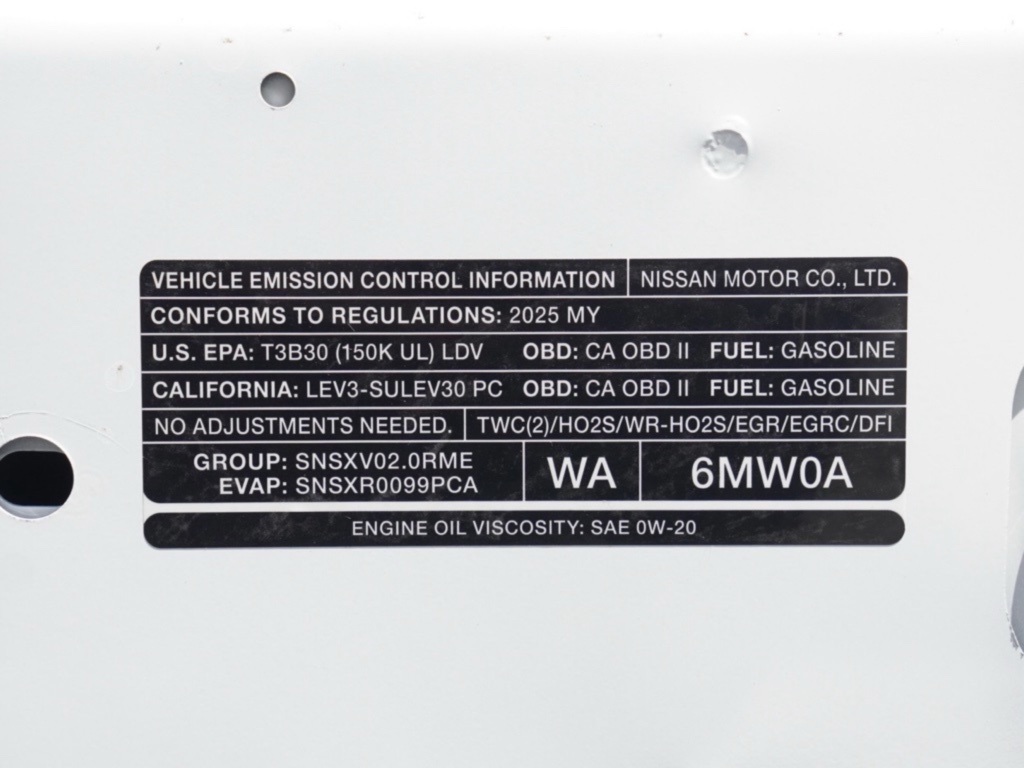 VEHICLE EMISSION CONTROL INFORMATION NISSAN MOTOR CO., LTD.
CONFORMS TO REGULATIONS: 2025 MY
U.S. EPA: T3B30 (150K UL) LDV OBD: CA OBD II FUEL: GASOLINE
CALIFORNIA: LEV3-SULEV30 PC OBD: CA OBD II FUEL: GASOLINE
NO ADJUSTMENTS NEEDED. TWC(2)/HO2S/WR-HO2S/EGR/EGRC/DFI
GROUP: SNSXV02.0RME
EVAP: SNSXR0099PCA
WA 6MW0A
ENGINE OIL VISCOSITY: SAE 0W-20